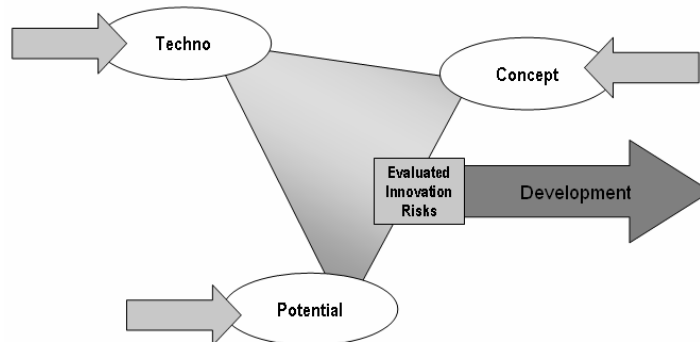 Techno
Concept
Evaluated
Innovation
Risks
Development
Potential